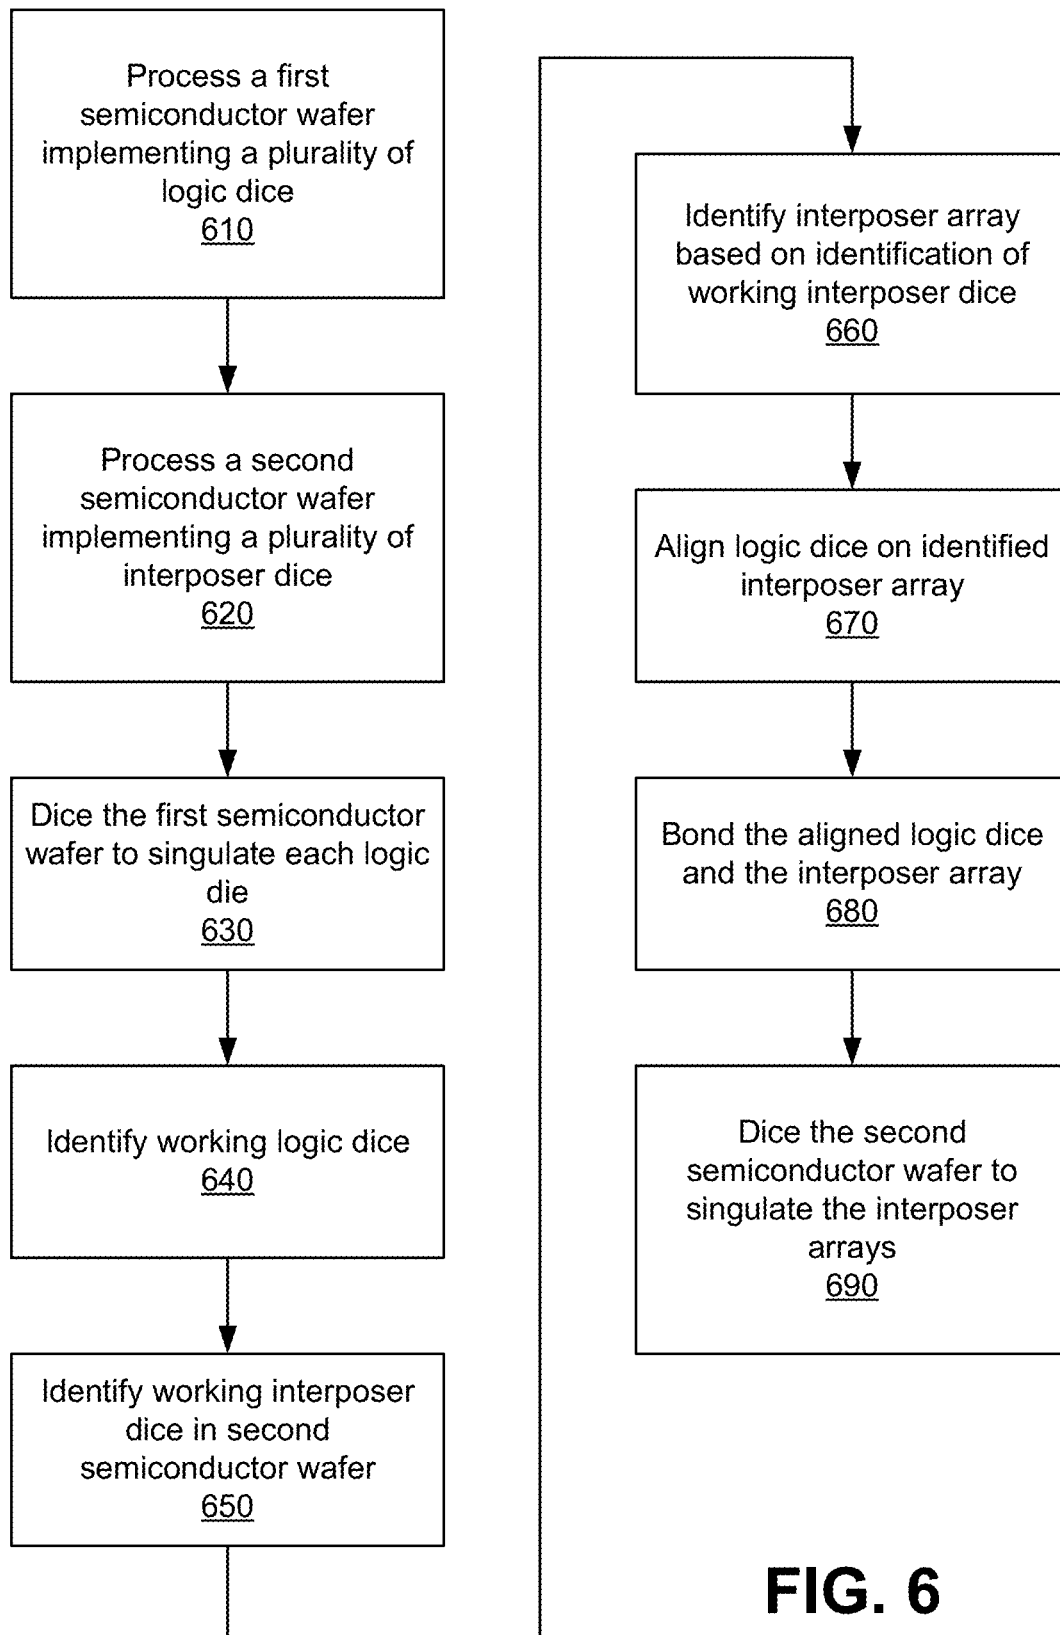 Process a first
semiconductor wafer
implementing a plurality of
logic dice
610
Process a second
semiconductor wafer
implementing a plurality of
interposer dice
620
Dice the first semiconductor
wafer to singulate each logic
die
630
Identify working logic dice
640
Identify working interposer
dice in second
semiconductor wafer
650
Identify interposer array
based on identification of
working interposer dice
660
Align logic dice on identified
interposer array
670
Bond the aligned logic dice
and the interposer array
680
Dice the second
semiconductor wafer to
singulate the interposer
arrays
690
FIG. 6